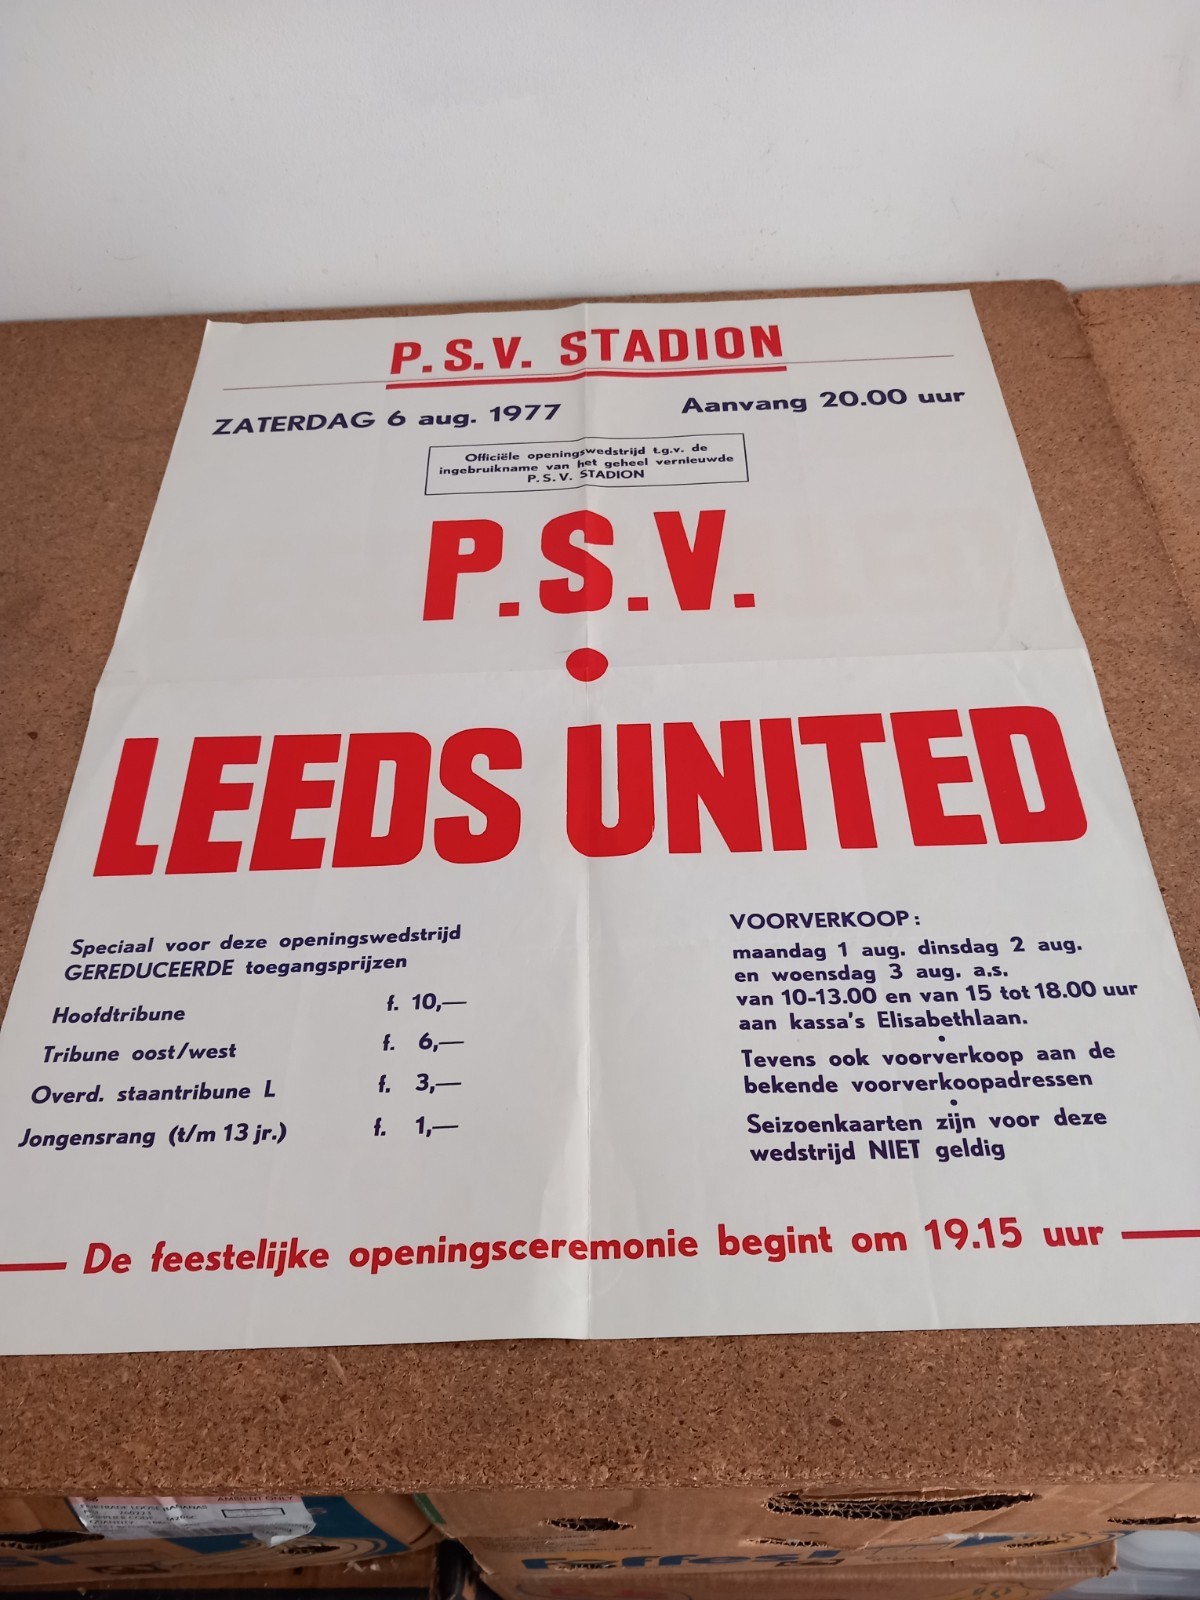 P.S.V. STADION
ZATERDAG 6 aug. 1977
Aanvang 20.00 uur
Officiële openingswedstrijd t.g.v. de
ingebruikname van het geheel vernieuwde
P.S.V. STADION
P.S.V.
LEEDS UNITED
Speciaal voor deze openingswedstrijd
GEREDUCEERDE toegangsprijzen
Hoofdtribune f. 10,—
Tribune oost/west f. 6,—
Overd. staantribune L f. 3,—
Jongensrang (t/m 13 jr.) f. 1,—
VOORVERKOOP:
maandag 1 aug. dinsdag 2 aug.
en woensdag 3 aug. a.s.
van 10-13.00 en van 15 tot 18.00 uur
aan kassa's Elisabethlaan.
Tevens ook voorverkoop aan de
bekende voorverkoopadressen
Seizoenkaarten zijn voor deze
wedstrijd NIET geldig
— De feestelijke openingsceremonie begint om 19.15 uur —
AMBIENT ONLY